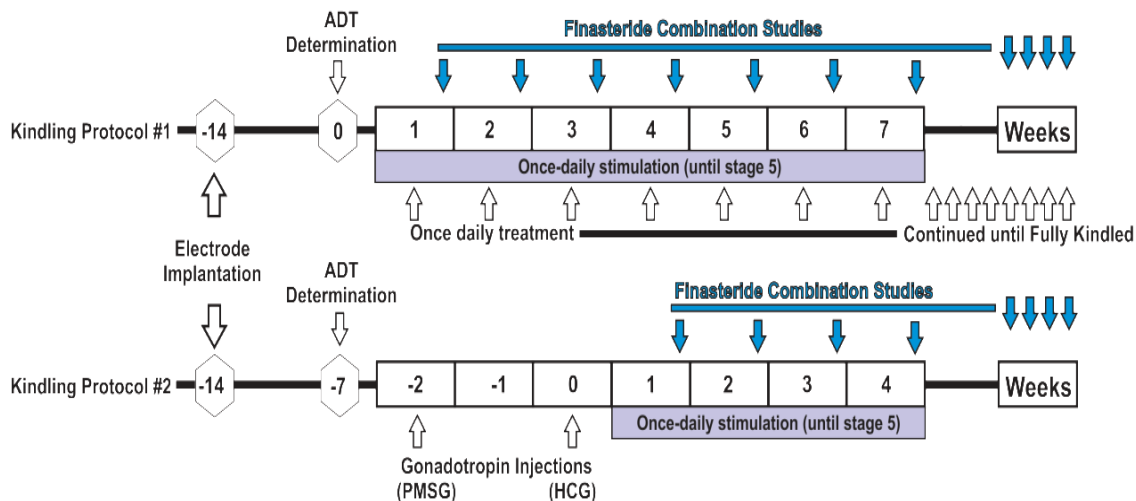 ADT
Determination
Finasteride Combination Studies
Kindling Protocol #1
-14
0
1
2
3
4
5
6
7
Weeks
Once-daily stimulation (until stage 5)
Once daily treatment
Continued until Fully Kindled
Electrode
Implantation
ADT
Determination
Finasteride Combination Studies
Kindling Protocol #2
-14
-7
-2
-1
0
1
2
3
4
Weeks
Once-daily stimulation (until stage 5)
Gonadotropin Injections
(PMSG)
(HCG)